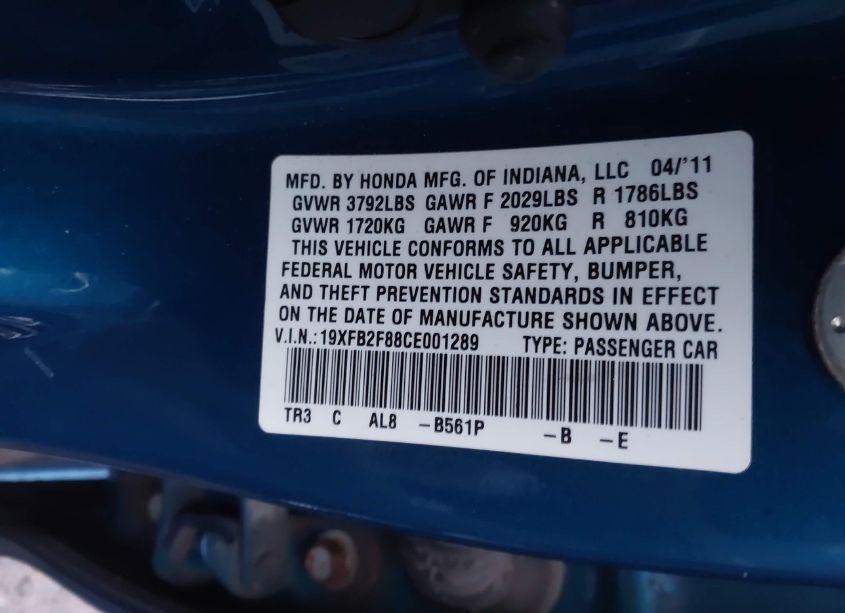 MFD. BY HONDA MFG. OF INDIANA, LLC 04/'11
GVWR 3792LBS GAWR F 2029LBS R 1786LBS
GVWR 1720KG GAWR F 920KG R 810KG
THIS VEHICLE CONFORMS TO ALL APPLICABLE
FEDERAL MOTOR VEHICLE SAFETY, BUMPER,
AND THEFT PREVENTION STANDARDS IN EFFECT
ON THE DATE OF MANUFACTURE SHOWN ABOVE.
V.I.N.: 19XFB2F88CE001289 TYPE: PASSENGER CAR
TR3 C AL8 -B561P -B -E